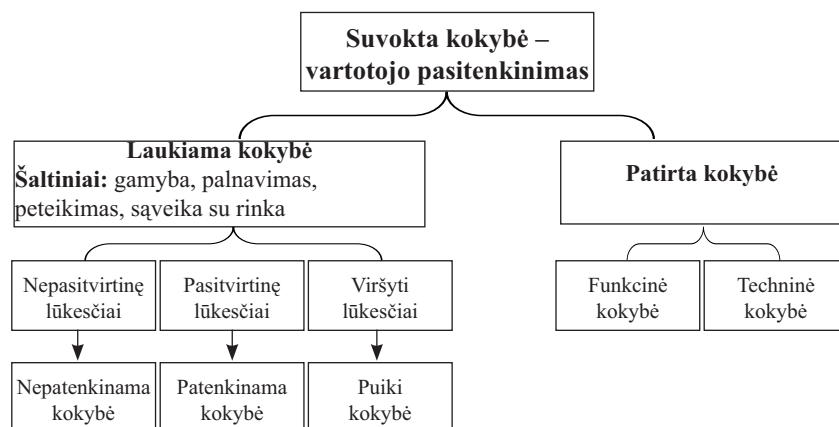 Suvokta kokybė –
vartotojo pasitenkinimas
Laukiama kokybė
Šaltiniai: gamyba, palnavimas,
peteikimas, sąveika su rinka
Patirta kokybė
Nepasitvirtinę
lūkesčiai
Pasitvirtinę
lūkesčiai
Viršyti
lūkesčiai
Funkcinė
kokybė
Techninė
kokybė
Nepatenkinama
kokybė
Patenkinama
kokybė
Puiki
kokybė